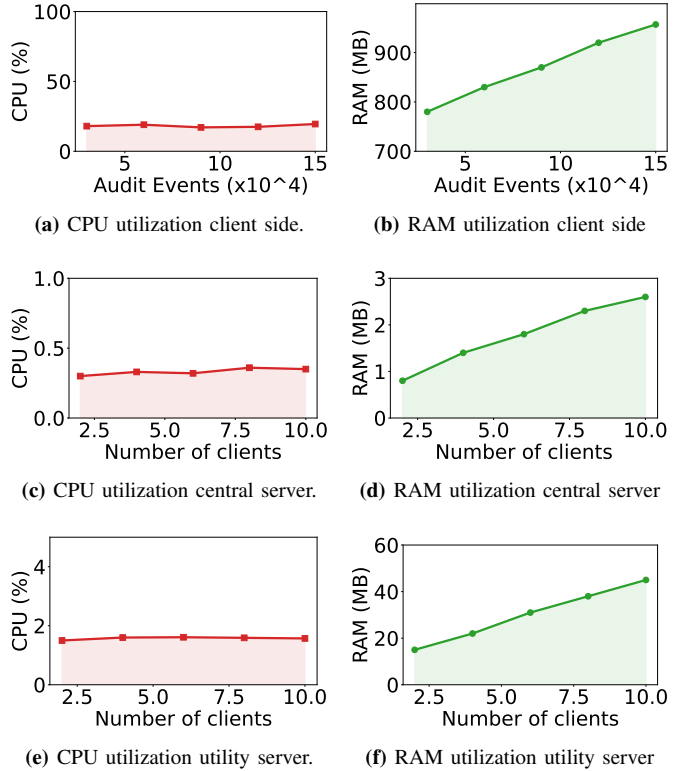 100
50
0
CPU (%)
5
10
15
Audit Events (x10^4)
(a) CPU utilization client side.
900
800
700
RAM (MB)
5
10
15
Audit Events (x10^4)
(b) RAM utilization client side
1.0
0.5
0.0
CPU (%)
2.5
5.0
7.5
10.0
Number of clients
(c) CPU utilization central server.
3
2
1
0
RAM (MB)
2.5
5.0
7.5
10.0
Number of clients
(d) RAM utilization central server
4
2
0
CPU (%)
2.5
5.0
7.5
10.0
Number of clients
(e) CPU utilization utility server.
60
40
20
0
RAM (MB)
2.5
5.0
7.5
10.0
Number of clients
(f) RAM utilization utility server